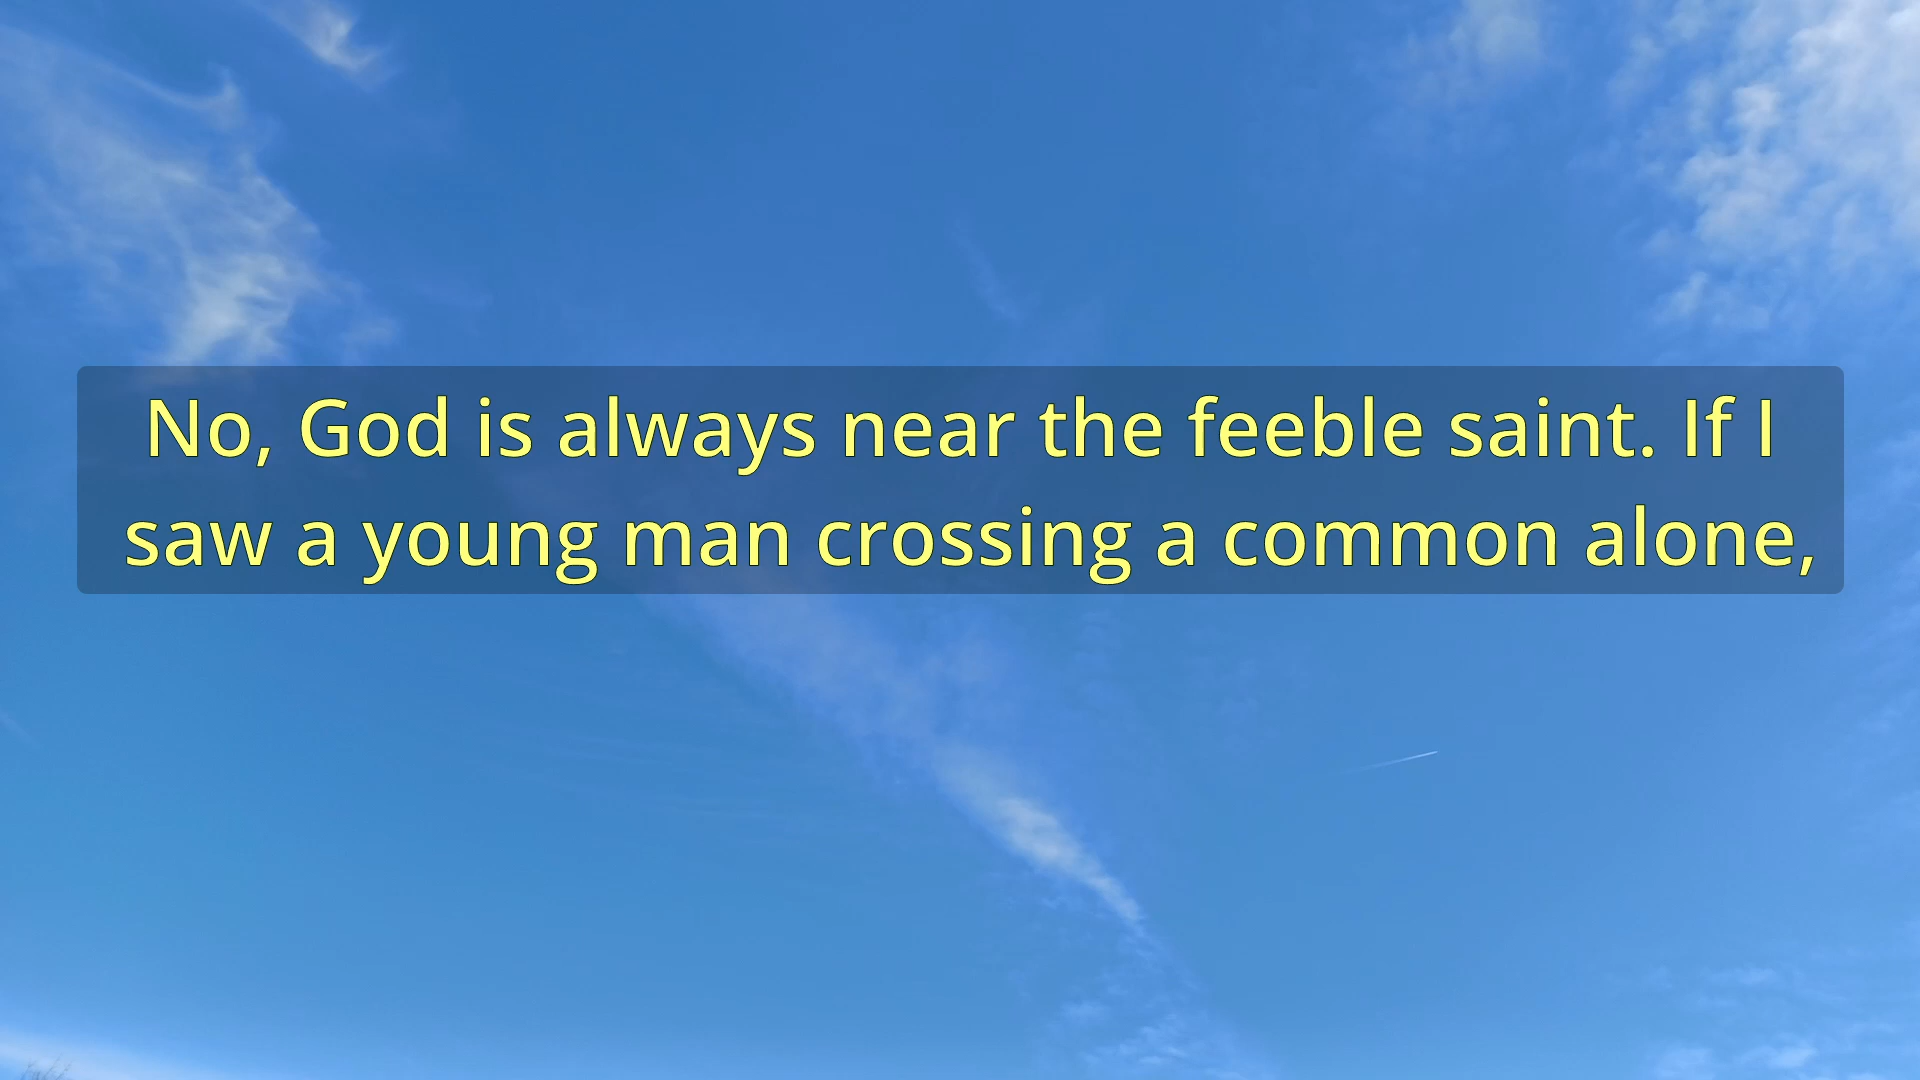 No, God is always near the feeble saint. If I
saw a young man crossing a common alone,